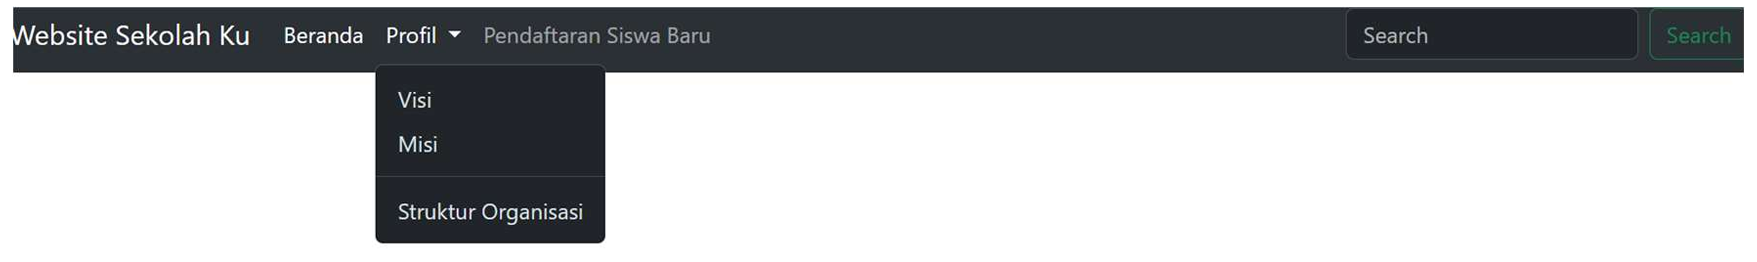 Website Sekolah Ku Beranda Profil Pendaftaran Siswa Baru Search Search
Visi
Misi
Struktur Organisasi